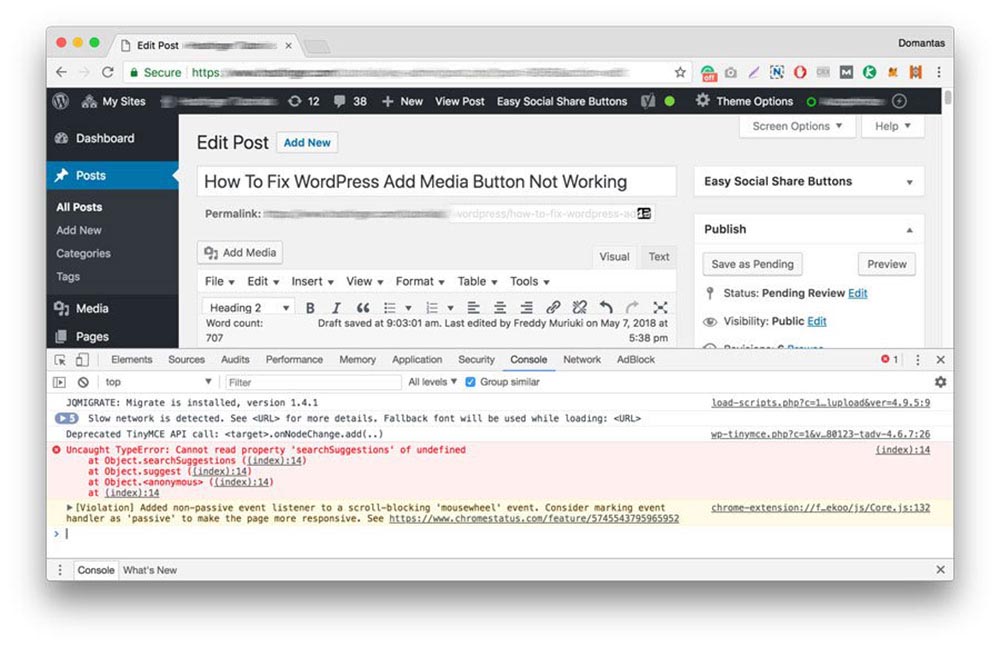 Edit Post
Domantas
Secure https:
off
My Sites 12 38 New View Post Easy Social Share Buttons Theme Options
Dashboard
Posts
All Posts
Add New
Categories
Tags
Media
Pages
Screen Options Help
Edit Post Add New
How To Fix WordPress Add Media Button Not Working
Permalink: wordpress/how-to-fix-wordpress-ad
Add Media
Visual Text
File Edit Insert View Format Table Tools
Heading 2 B I
Word count: 707
Draft saved at 9:03:01 am. Last edited by Freddy Muriuki on May 7, 2018 at
5:38 pm
Easy Social Share Buttons
Publish
Save as Pending Preview
Status: Pending Review Edit
Visibility: Public Edit
Elements Sources Audits Performance Memory Application Security Console Network AdBlock 1
top Filter All levels Group similar
JQMIGRATE: Migrate is installed, version 1.4.1 load-scripts.php?c=1…lupload&ver=4.9.5:9
5 Slow network is detected. See <URL> for more details. Fallback font will be used while loading: <URL>
Deprecated TinyMCE API call: <target>.onNodeChange.add(..) wp-tinymce.php?c=1&v…80123-tadv-4.6.7:26
Uncaught TypeError: Cannot read property 'searchSuggestions' of undefined (index):14
at Object.searchSuggestions ((index):14)
at Object.suggest ((index):14)
at Object.<anonymous> ((index):14)
at (index):14
[Violation] Added non-passive event listener to a scroll-blocking 'mousewheel' event. Consider marking event chrome-extension://f…ekoo/js/Core.js:132
handler as 'passive' to make the page more responsive. See https://www.chromestatus.com/feature/5745543795965952
Console What's New